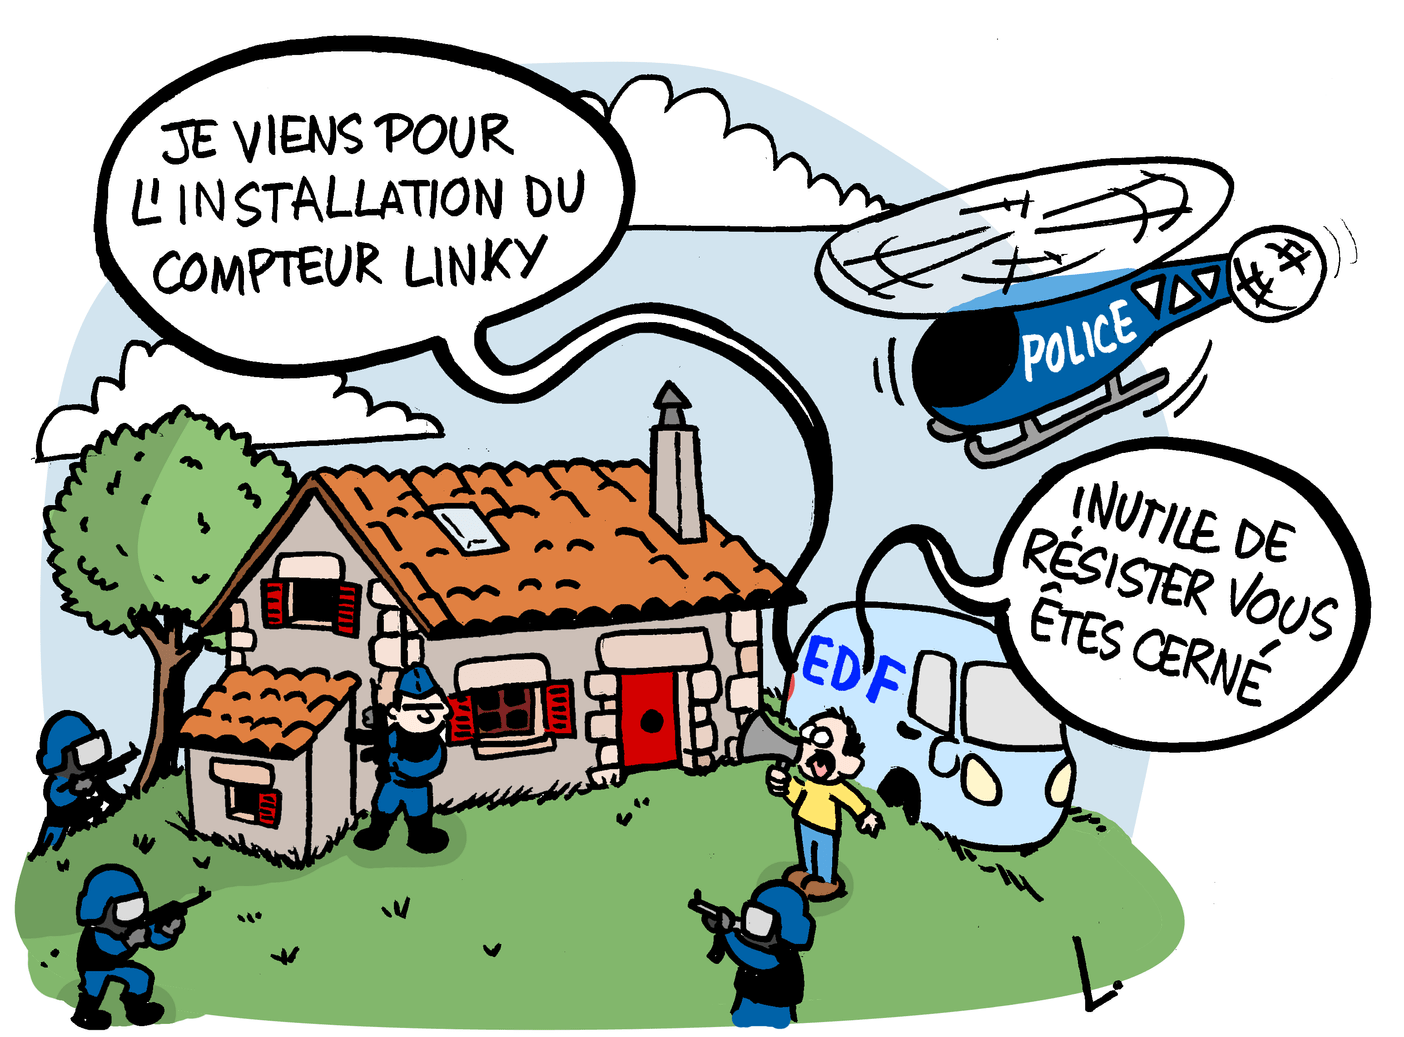 JE VIENS POUR
L'INSTALLATION DU
COMPTEUR LINKY
POLICE
INUTILE DE
RÉSISTER VOUS
ÊTES CERNÉ
EDF
L.